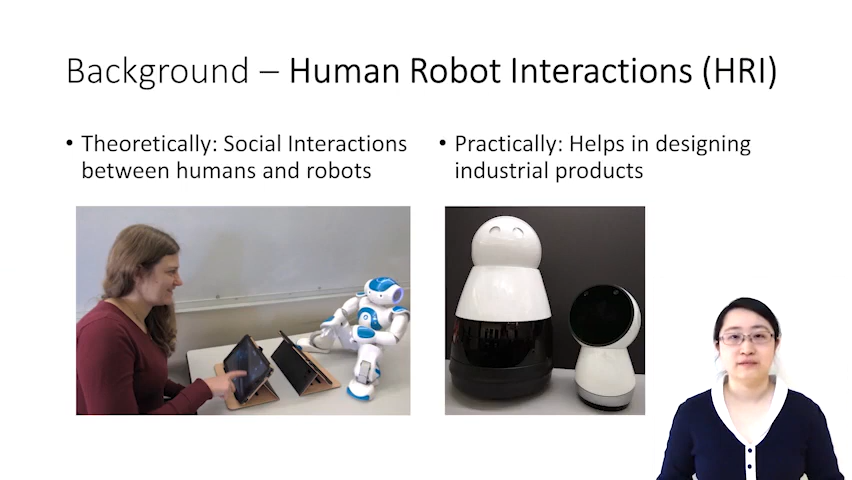 Background – Human Robot Interactions (HRI)
• Theoretically: Social Interactions
between humans and robots
• Practically: Helps in designing
industrial products